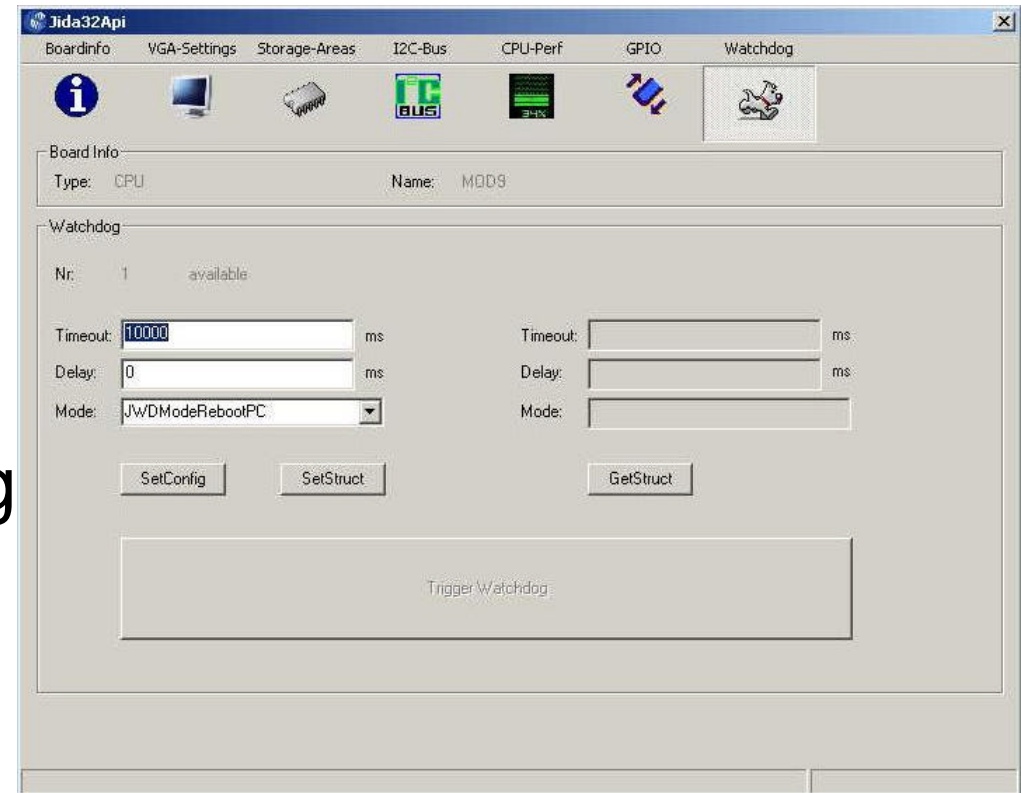 Jida32Api
Boardinfo VGA-Settings Storage-Areas I2C-Bus CPU-Perf GPIO Watchdog
i I²C BUS 34%
Board Info
Type: CPU Name: MOD9
Watchdog
Nr: 1 available
Timeout: 10000 ms Timeout: ms
Delay: 0 ms Delay: ms
Mode: JWDModeRebootPC Mode:
g
SetConfig SetStruct GetStruct
Trigger Watchdog